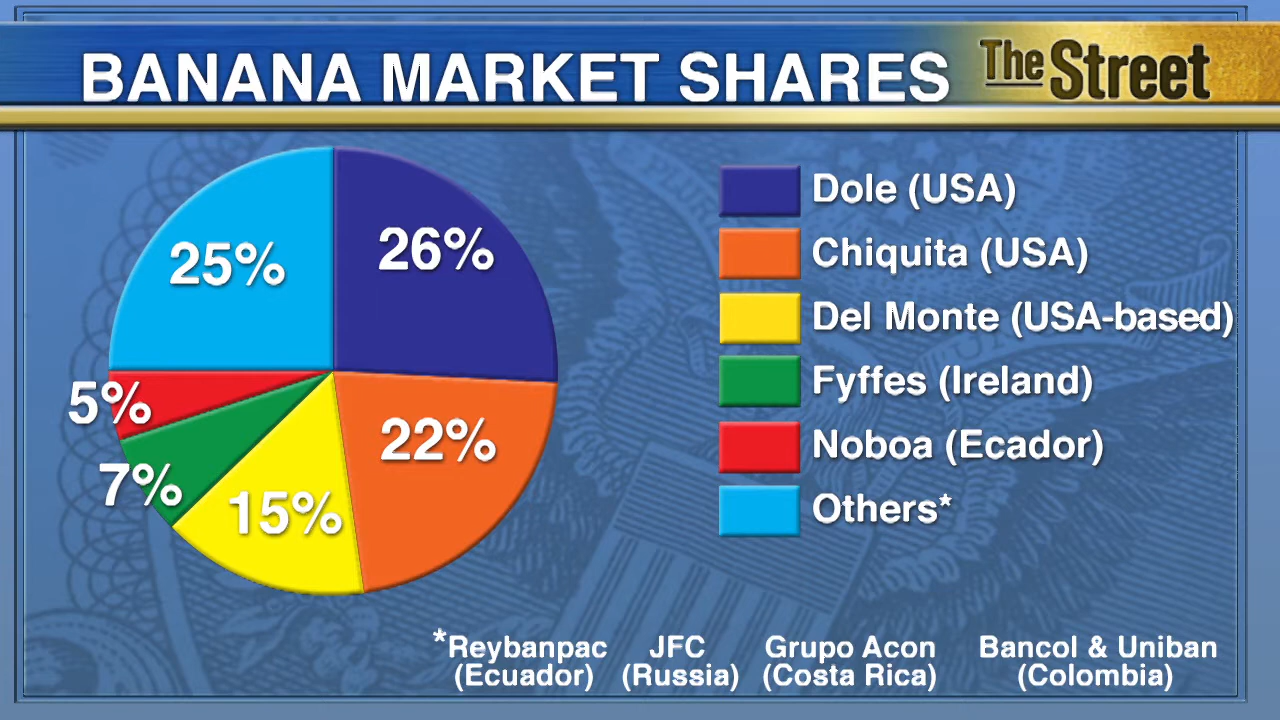 BANANA MARKET SHARES
The Street
25%
26%
5%
22%
7%
15%
Dole (USA)
Chiquita (USA)
Del Monte (USA-based)
Fyffes (Ireland)
Noboa (Ecador)
Others*
*Reybanpac
(Ecuador)
JFC
(Russia)
Grupo Acon
(Costa Rica)
Bancol & Uniban
(Colombia)